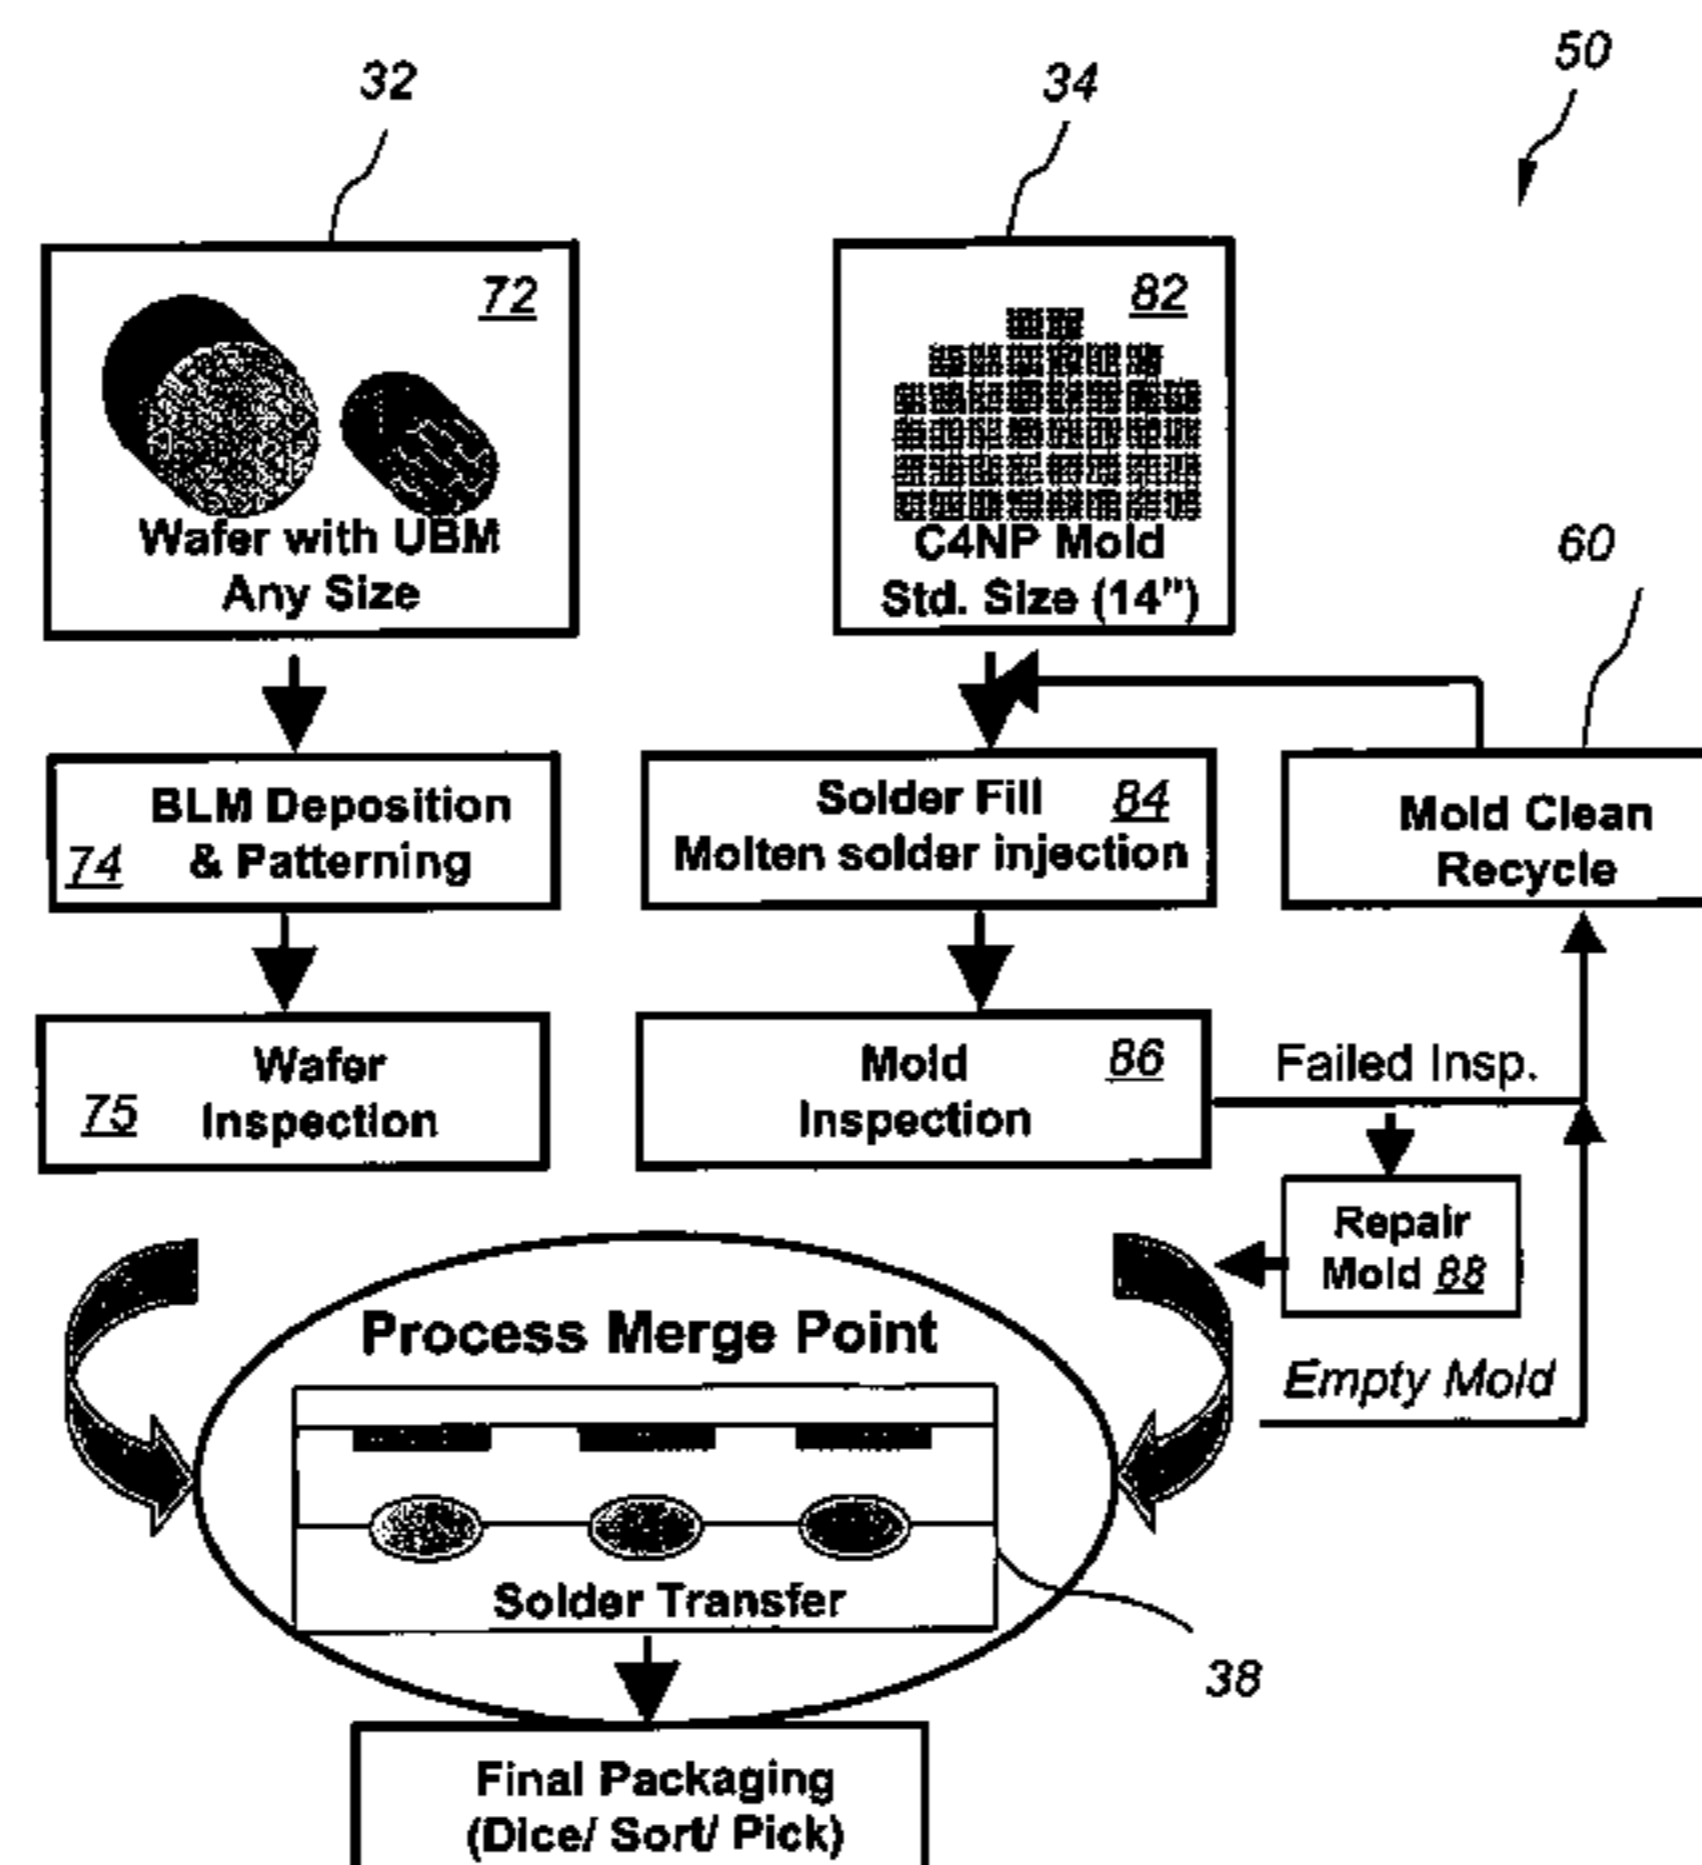 32
34
50
72
Wafer with UBM
Any Size
82
C4NP Mold
Std. Size (14")
60
BLM Deposition
& Patterning
74
Solder Fill
84
Molten solder injection
Mold Clean
Recycle
Wafer
Inspection
75
Mold
86
Inspection
Failed Insp.
Repair
Mold 88
Empty Mold
Process Merge Point
Solder Transfer
38
Final Packaging
(Dice/ Sort/ Pick)